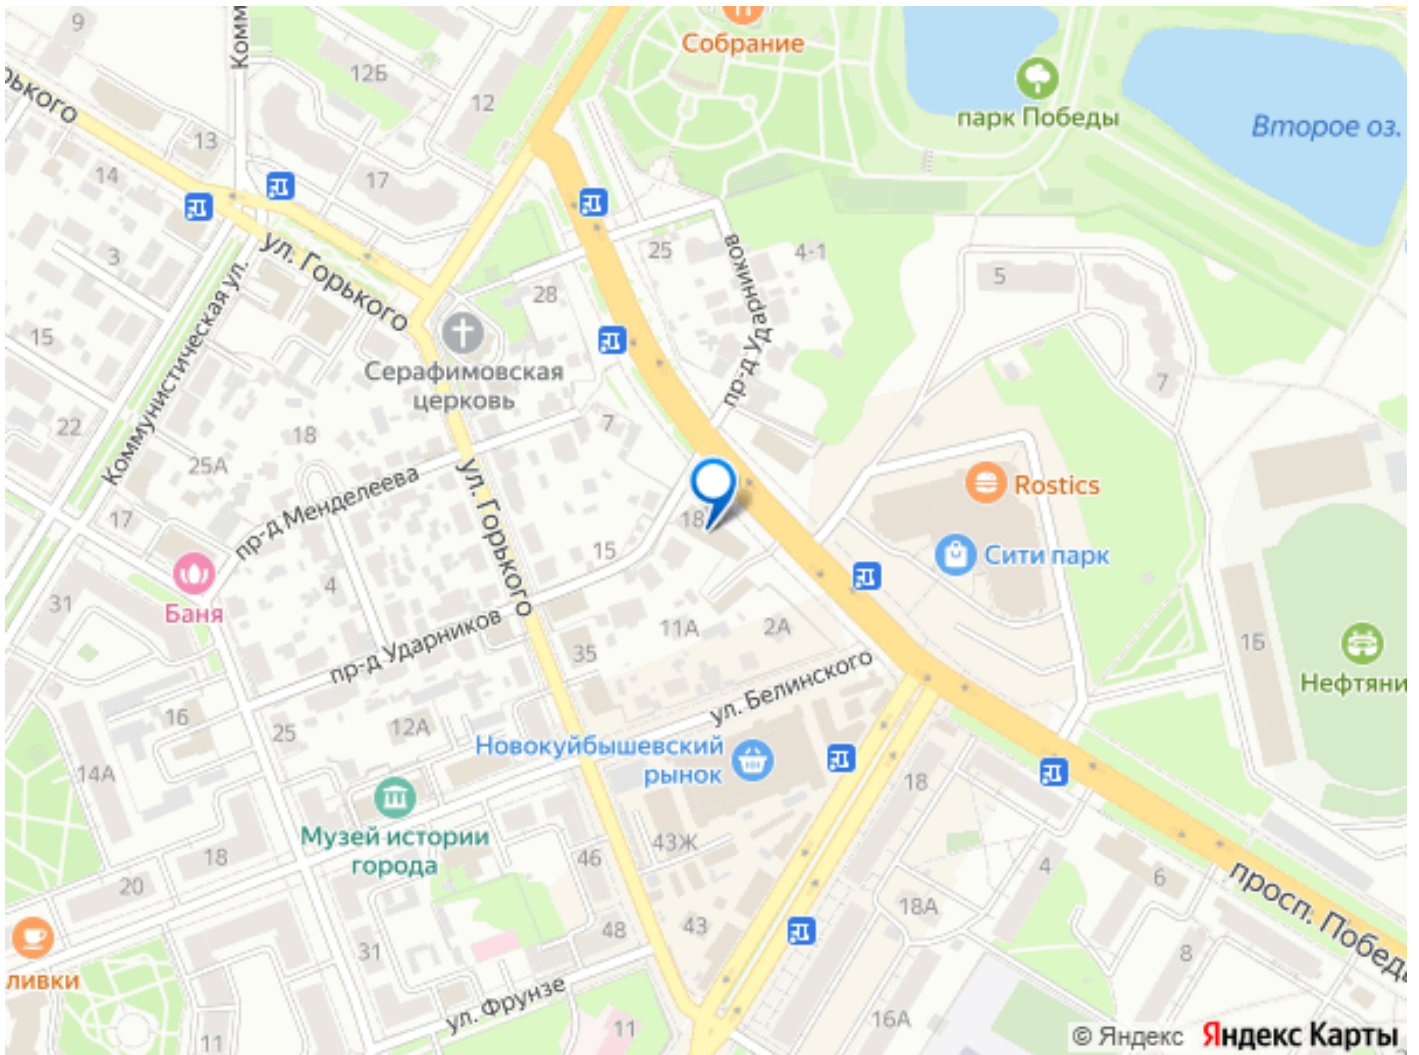 9
Комм
Собрание
12Б
12
парк Победы
Второе оз.
рького
13
14
17
ул. Горького
25
пр-д Ударников
4-1
5
3
28
15
Коммунистическая ул.
Серафимовская
церковь
7
7
22
18
25А
пр-д Менделеева
ул. Горького
Rostics
17
18
15
Сити парк
31
Баня
4
пр-д Ударников
11А
2А
1Б
35
ул. Белинского
Нефтяни
16
25
12А
Новокуйбышевский
рынок
14А
18
Музей истории
города
43Ж
46
18
20
4
6
просп. Победы
18А
43
48
31
8
ливки
ул. Фрунзе
11
11
16А
© Яндекс Яндекс Карты